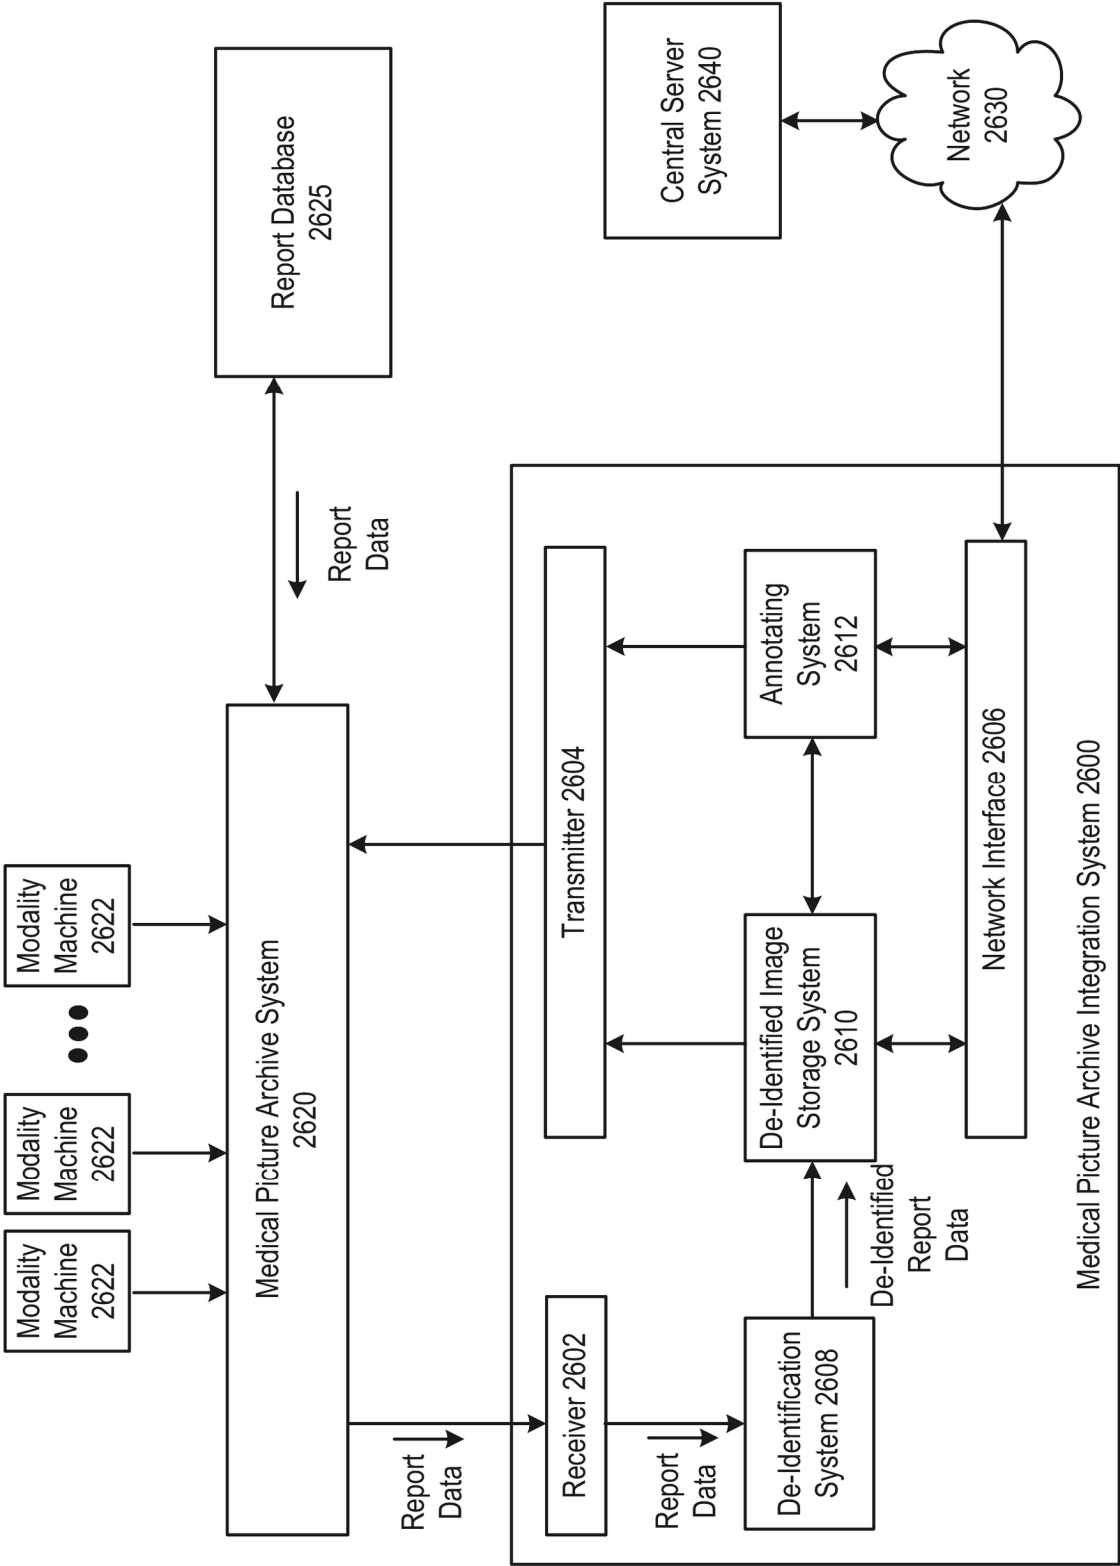 Modality
Machine
2622
Modality
Machine
2622
Modality
Machine
2622
Medical Picture Archive System
2620
Report Database
2625
Report
Data
Report
Data
Receiver 2602
Report
Data
De-Identification
System 2608
De-Identified
Report
Data
De-Identified Image
Storage System
2610
Transmitter 2604
Annotating
System
2612
Network Interface 2606
Medical Picture Archive Integration System 2600
Central Server
System 2640
Network
2630